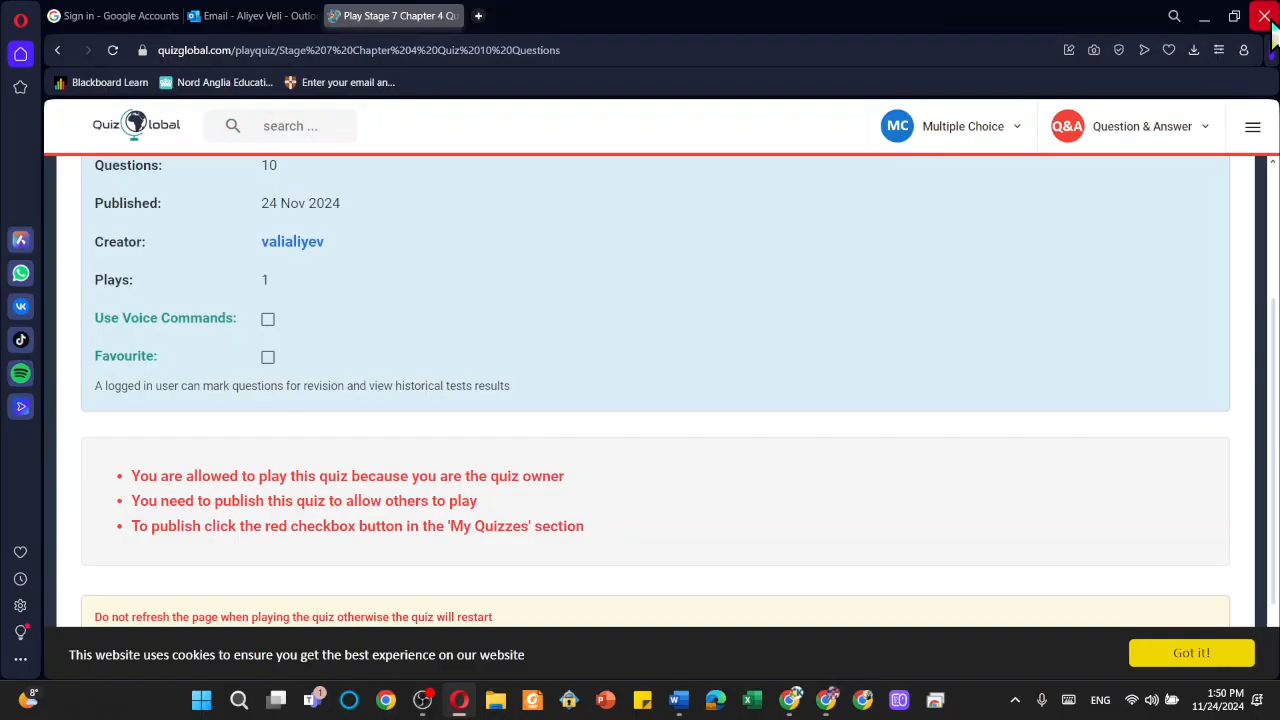 Sign in - Google Accounts
Email - Aliyev Veli - Outlo
Play Stage 7 Chapter 4 Qu
quizglobal.com/playquiz/Stage%207%20Chapter%204%20Quiz%2010%20Questions
Blackboard Learn
Nord Anglia Educati...
Enter your email an...
Quiz Global
search ...
MC Multiple Choice
Q&A Question & Answer
Questions: 10
Published: 24 Nov 2024
Creator: valialiyev
Plays: 1
Use Voice Commands:
Favourite:
A logged in user can mark questions for revision and view historical tests results
• You are allowed to play this quiz because you are the quiz owner
• You need to publish this quiz to allow others to play
• To publish click the red checkbox button in the 'My Quizzes' section
Do not refresh the page when playing the quiz otherwise the quiz will restart
This website uses cookies to ensure you get the best experience on our website
Got it!
8°
1
ENG
1:50 PM
11/24/2024